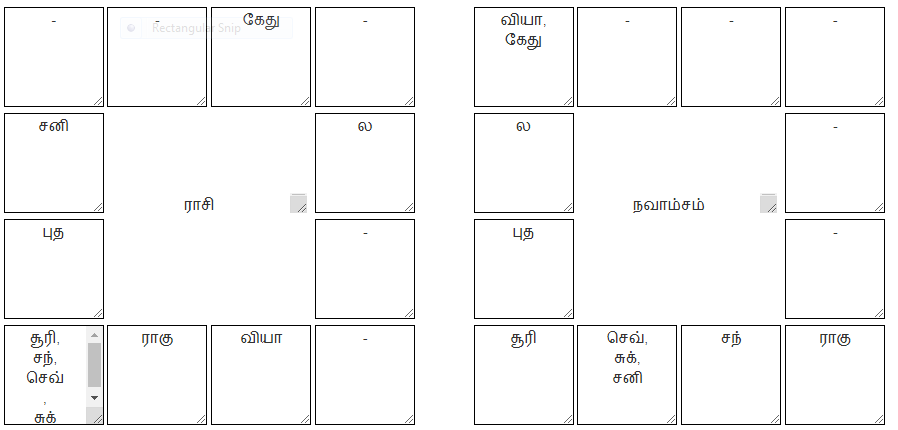 - - கேது -
Rectangular Snip
வியா,
கேது
- - -
சனி
ல
ராசி
ல
-
நவாம்சம்
புத
-
புத
-
சூரி,
சந்,
செவ்
,
சுக்
ராகு
வியா
-
சூரி
செவ்,
சுக்,
சனி
சந்
ராகு